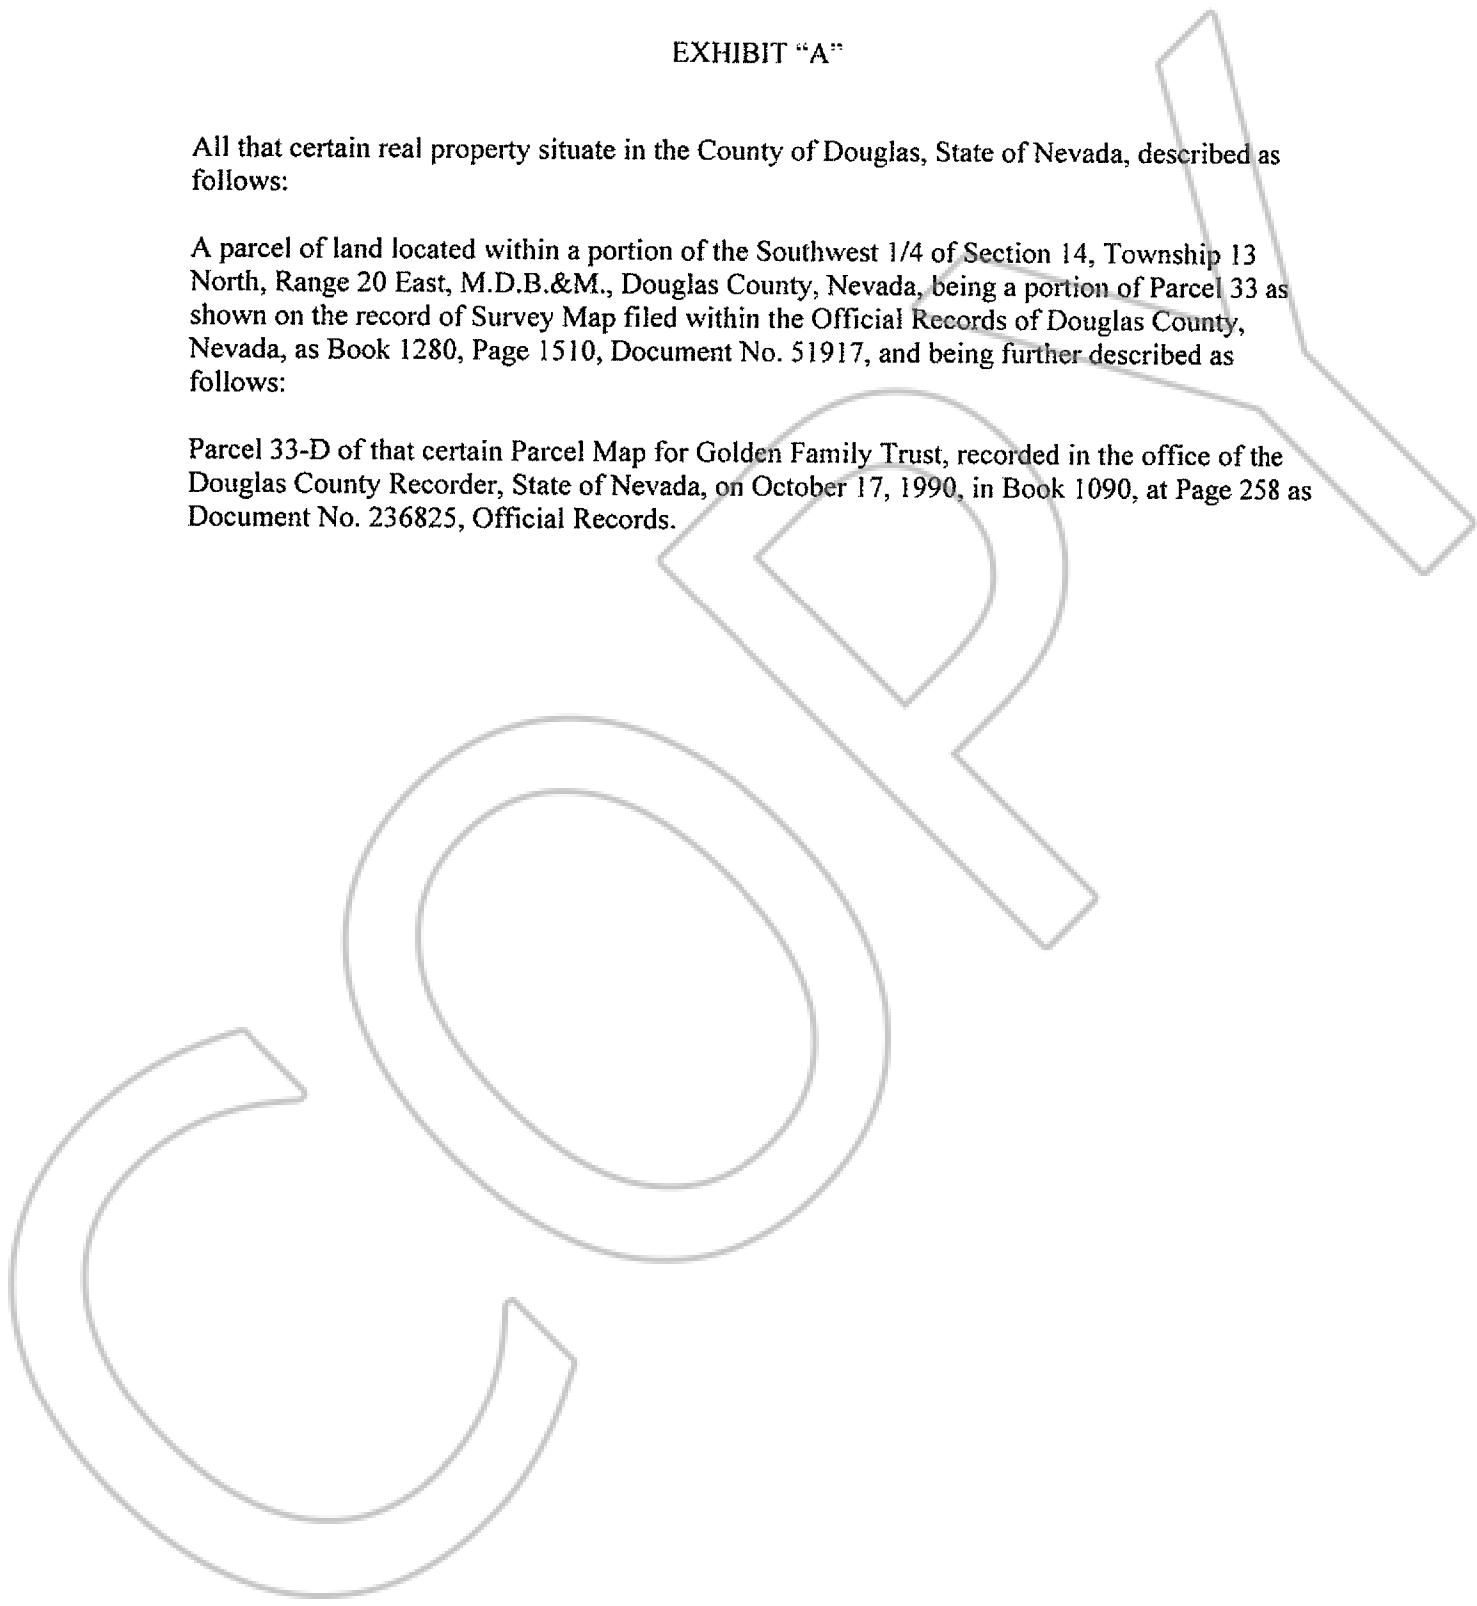 EXHIBIT “A”
All that certain real property situate in the County of Douglas, State of Nevada, described as
follows:
A parcel of land located within a portion of the Southwest 1/4 of Section 14, Township 13
North, Range 20 East, M.D.B.&M., Douglas County, Nevada, being a portion of Parcel 33 as
shown on the record of Survey Map filed within the Official Records of Douglas County,
Nevada, as Book 1280, Page 1510, Document No. 51917, and being further described as
follows:
Parcel 33-D of that certain Parcel Map for Golden Family Trust, recorded in the office of the
Douglas County Recorder, State of Nevada, on October 17, 1990, in Book 1090, at Page 258 as
Document No. 236825, Official Records.
COPY